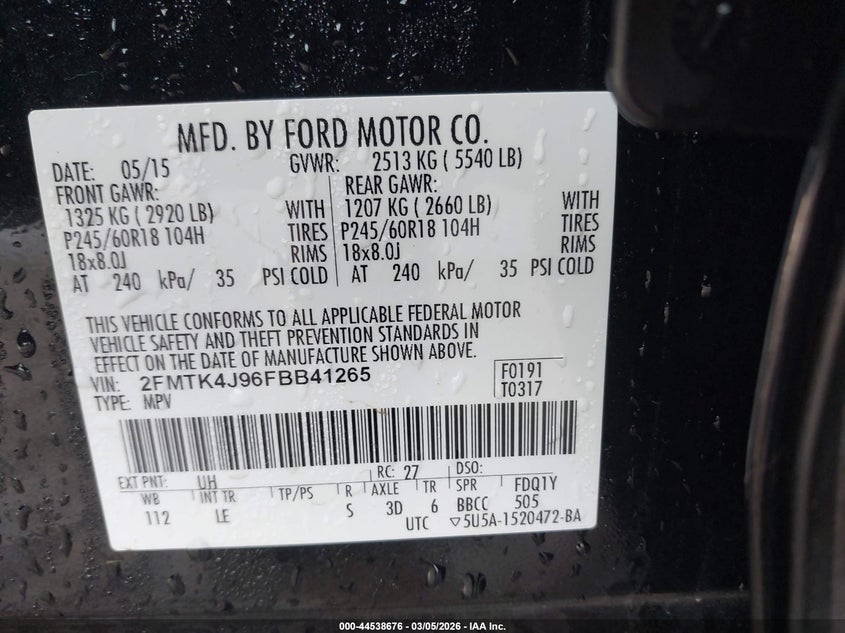 MFD. BY FORD MOTOR CO.
DATE: 05/15 GVWR: 2513 KG ( 5540 LB)
FRONT GAWR: REAR GAWR:
1325 KG ( 2920 LB) WITH 1207 KG ( 2660 LB) WITH
P245/60R18 104H TIRES P245/60R18 104H TIRES
18x8.0J RIMS 18x8.0J RIMS
AT 240 kPa/ 35 PSI COLD AT 240 kPa/ 35 PSI COLD
THIS VEHICLE CONFORMS TO ALL APPLICABLE FEDERAL MOTOR
VEHICLE SAFETY AND THEFT PREVENTION STANDARDS IN
EFFECT ON THE DATE OF MANUFACTURE SHOWN ABOVE.
VIN: 2FMTK4J96FBB41265 F0191
TYPE: MPV T0317
EXT PNT: UH RC: 27 DSO:
WB INT TR TP/PS R AXLE TR SPR FDQ1Y
112 LE S 3D 6 BBCC 505
UTC ▽5U5A-1520472-BA
000-44538676 - 03/05/2026 - IAA Inc.